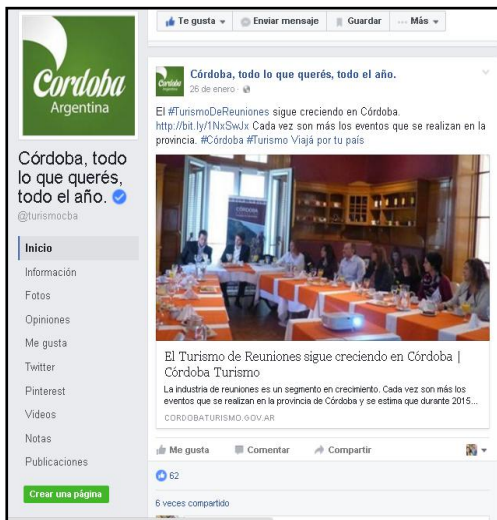 Te gusta Enviar mensaje Guardar ... Más
Cordoba
Argentina
Córdoba, todo
lo que querés,
todo el año.
@turismocba
Inicio
Información
Fotos
Opiniones
Me gusta
Twitter
Pinterest
Videos
Notas
Publicaciones
Crear una página
Córdoba, todo lo que querés, todo el año.
26 de enero ·
El #TurismoDeReuniones sigue creciendo en Córdoba.
http://bit.ly/1NxSwJx Cada vez son más los eventos que se realizan en la
provincia. #Córdoba #Turismo Viajá por tu país
El Turismo de Reuniones sigue creciendo en Córdoba |
Córdoba Turismo
La industria de reuniones es un segmento en crecimiento. Cada vez son más los
eventos que se realizan en la provincia de Córdoba y se estima que durante 2015...
CORDOBATURISMO.GOV.AR
Me gusta Comentar Compartir
62
6 veces compartido